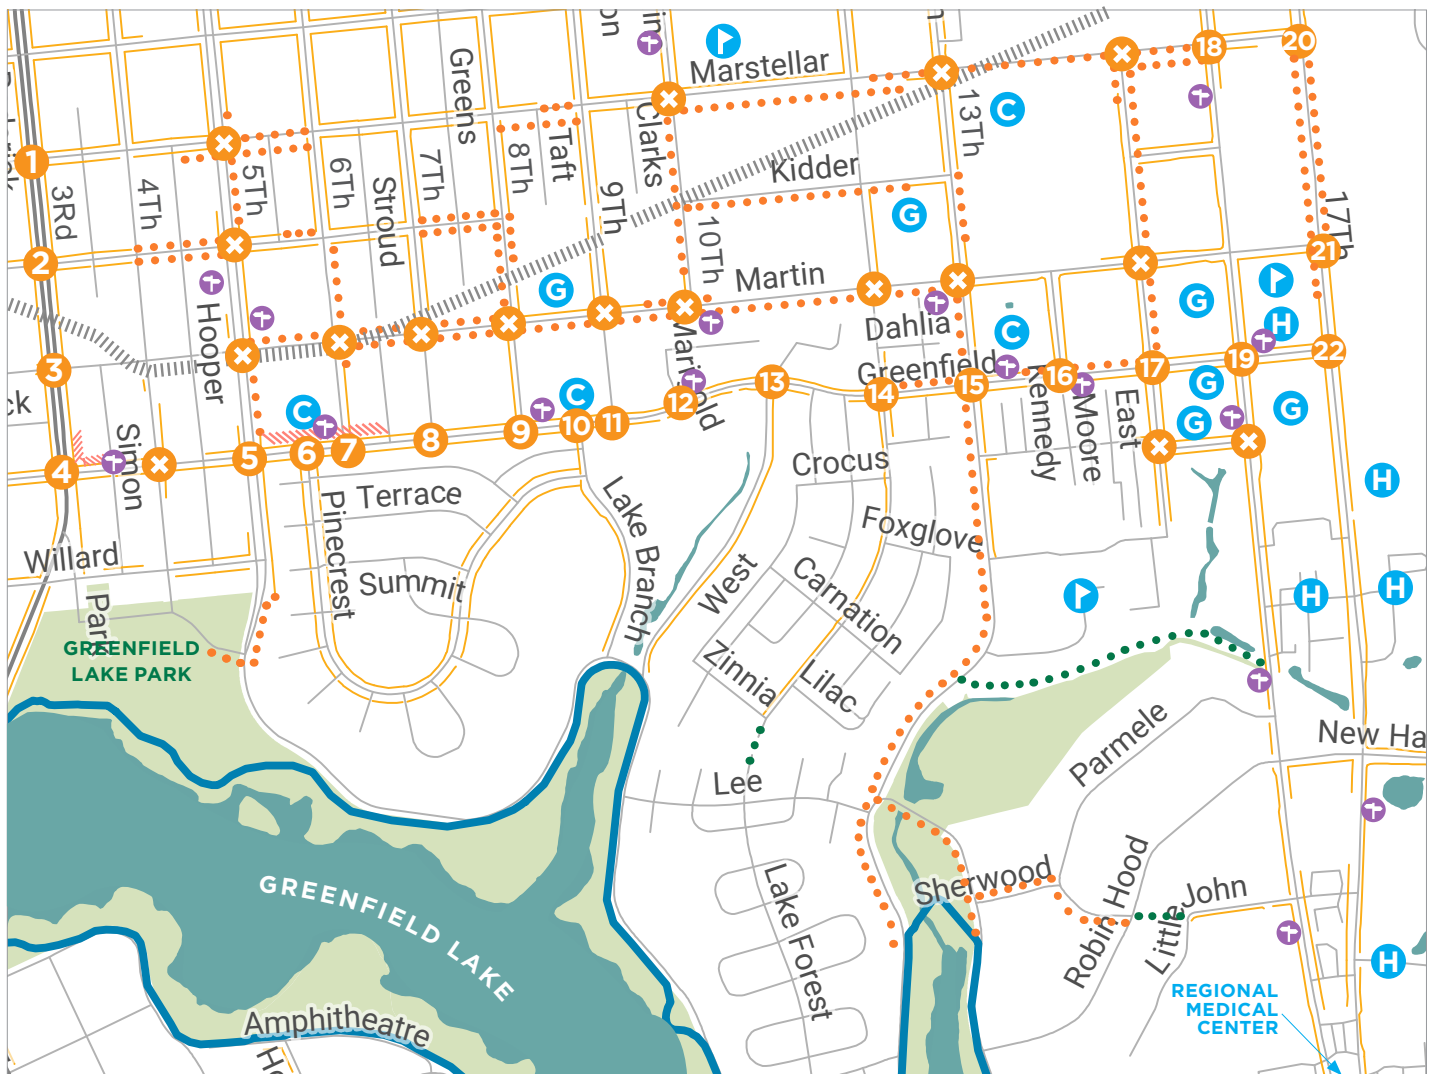 Marstellar
18
20
Greens
Clarks
13Th
C
1
3Rd
4Th
5Th
6Th
Stroud
7Th
8Th
Taft
9Th
Kidder
G
17Th
10Th
21
2
Martin
G
G
Hooper
Dahlia
C
H
3
Greenfield
13
14
15
16
17
19
22
ck
C
C
12
G
G
G
Kennedy
Moore
East
4
Simon
5
6
7
8
9
10
11
Crocus
H
Terrace
Pinecrest
Lake Branch
Foxglove
Willard
Summit
West
Carnation
H
H
Park
GREENFIELD
LAKE PARK
Zinnia
Lilac
Parmele
New Ha
Lee
Sherwood
Robin Hood
Little John
GREENFIELD LAKE
Lake Forest
H
REGIONAL
MEDICAL
CENTER
Amphitheatre